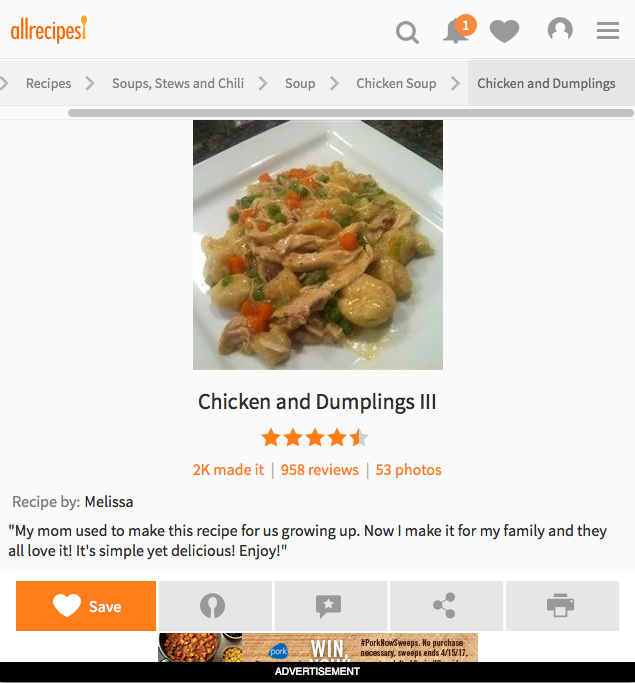 allrecipes
1
Recipes Soups, Stews and Chili Soup Chicken Soup Chicken and Dumplings
Chicken and Dumplings III
2K made it | 958 reviews | 53 photos
Recipe by: Melissa
"My mom used to make this recipe for us growing up. Now I make it for my family and they
all love it! It's simple yet delicious! Enjoy!"
Save
pork
WIN,
#PorkNowSweeps. No purchase
necessary, sweeps ends 4/15/17,
ADVERTISEMENT